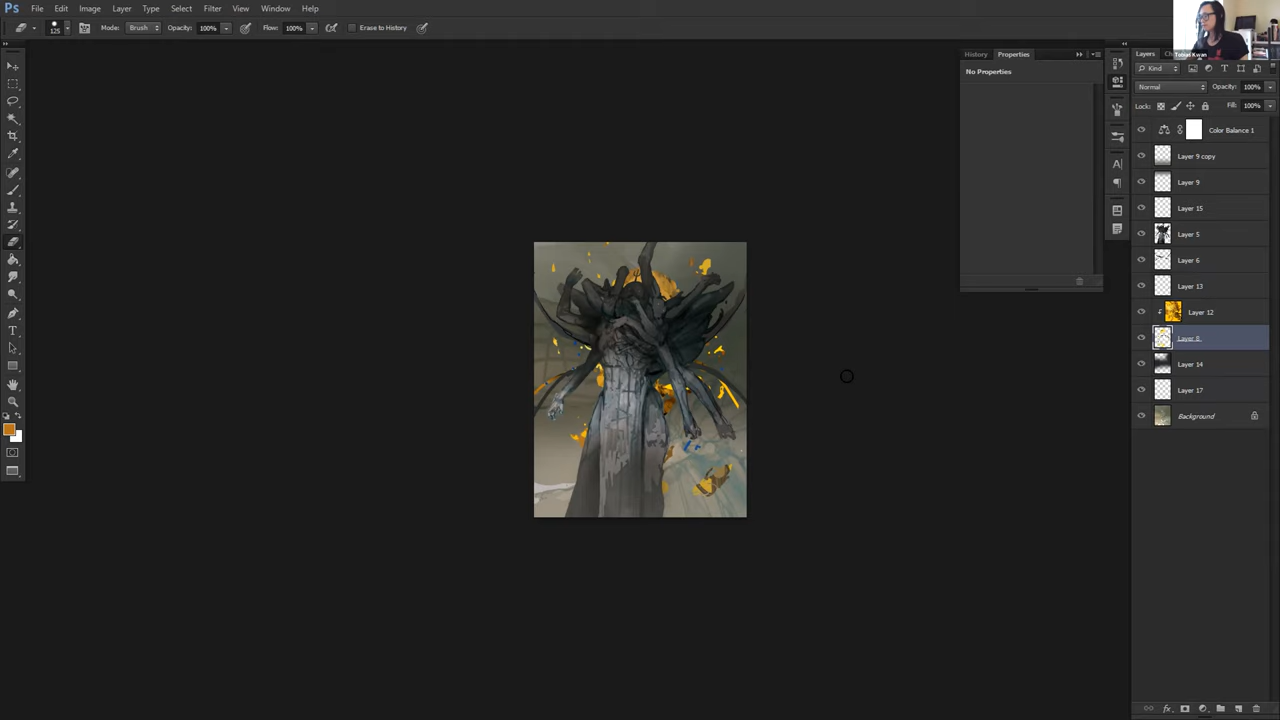 Ps File Edit Image Layer Type Select Filter View Window Help
125 Mode: Brush Opacity: 100% Flow: 100% Erase to History
Tobias Kwan
History Properties
No Properties
Layers
Kind
Normal Opacity: 100%
Lock: Fill: 100%
Color Balance 1
Layer 9 copy
Layer 9
Layer 15
Layer 5
Layer 6
Layer 13
Layer 12
Layer 8
Layer 14
Layer 17
Background